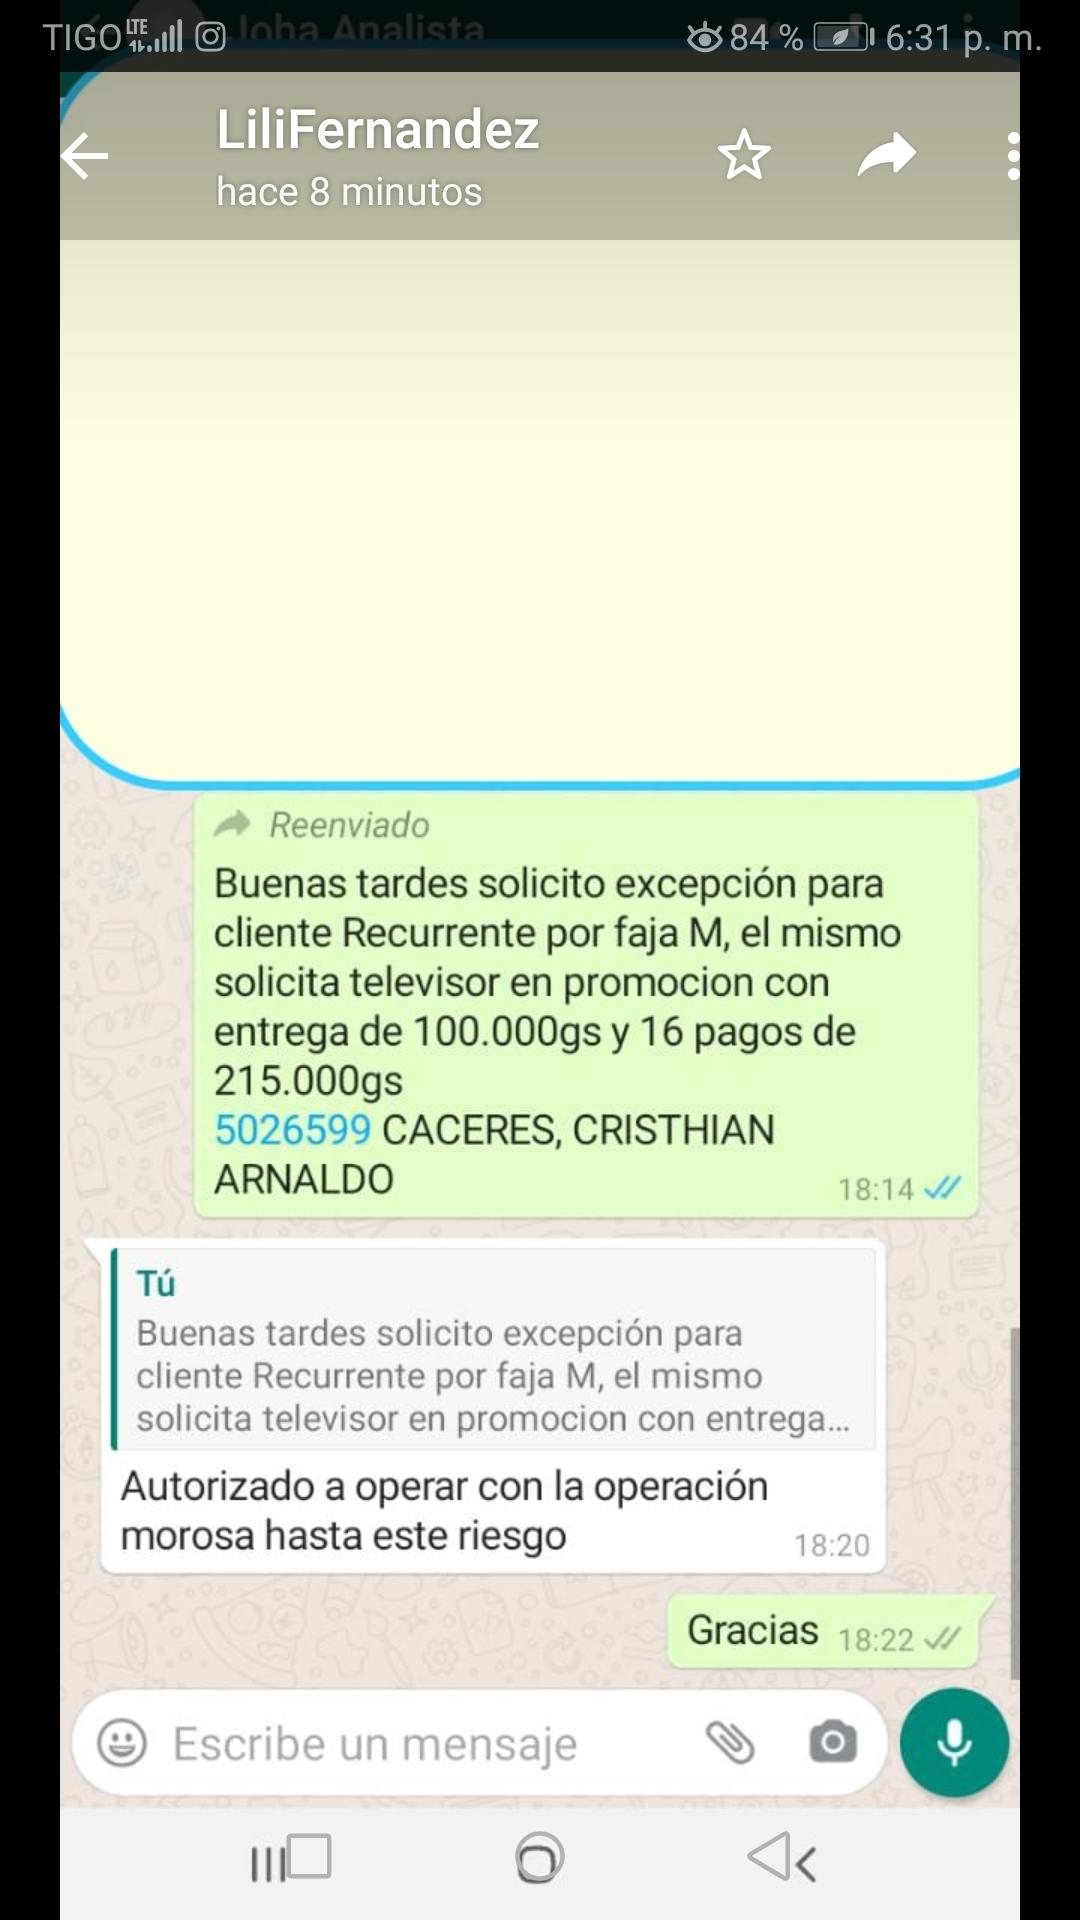 Joha Analista
TIGO LTE 84 % 6:31 p. m.
LiliFernandez
hace 8 minutos
Reenviado
Buenas tardes solicito excepción para
cliente Recurrente por faja M, el mismo
solicita televisor en promocion con
entrega de 100.000gs y 16 pagos de
215.000gs
5026599 CACERES, CRISTHIAN
ARNALDO 18:14
Tú
Buenas tardes solicito excepción para
cliente Recurrente por faja M, el mismo
solicita televisor en promocion con entrega...
Autorizado a operar con la operación
morosa hasta este riesgo 18:20
Gracias 18:22
Escribe un mensaje